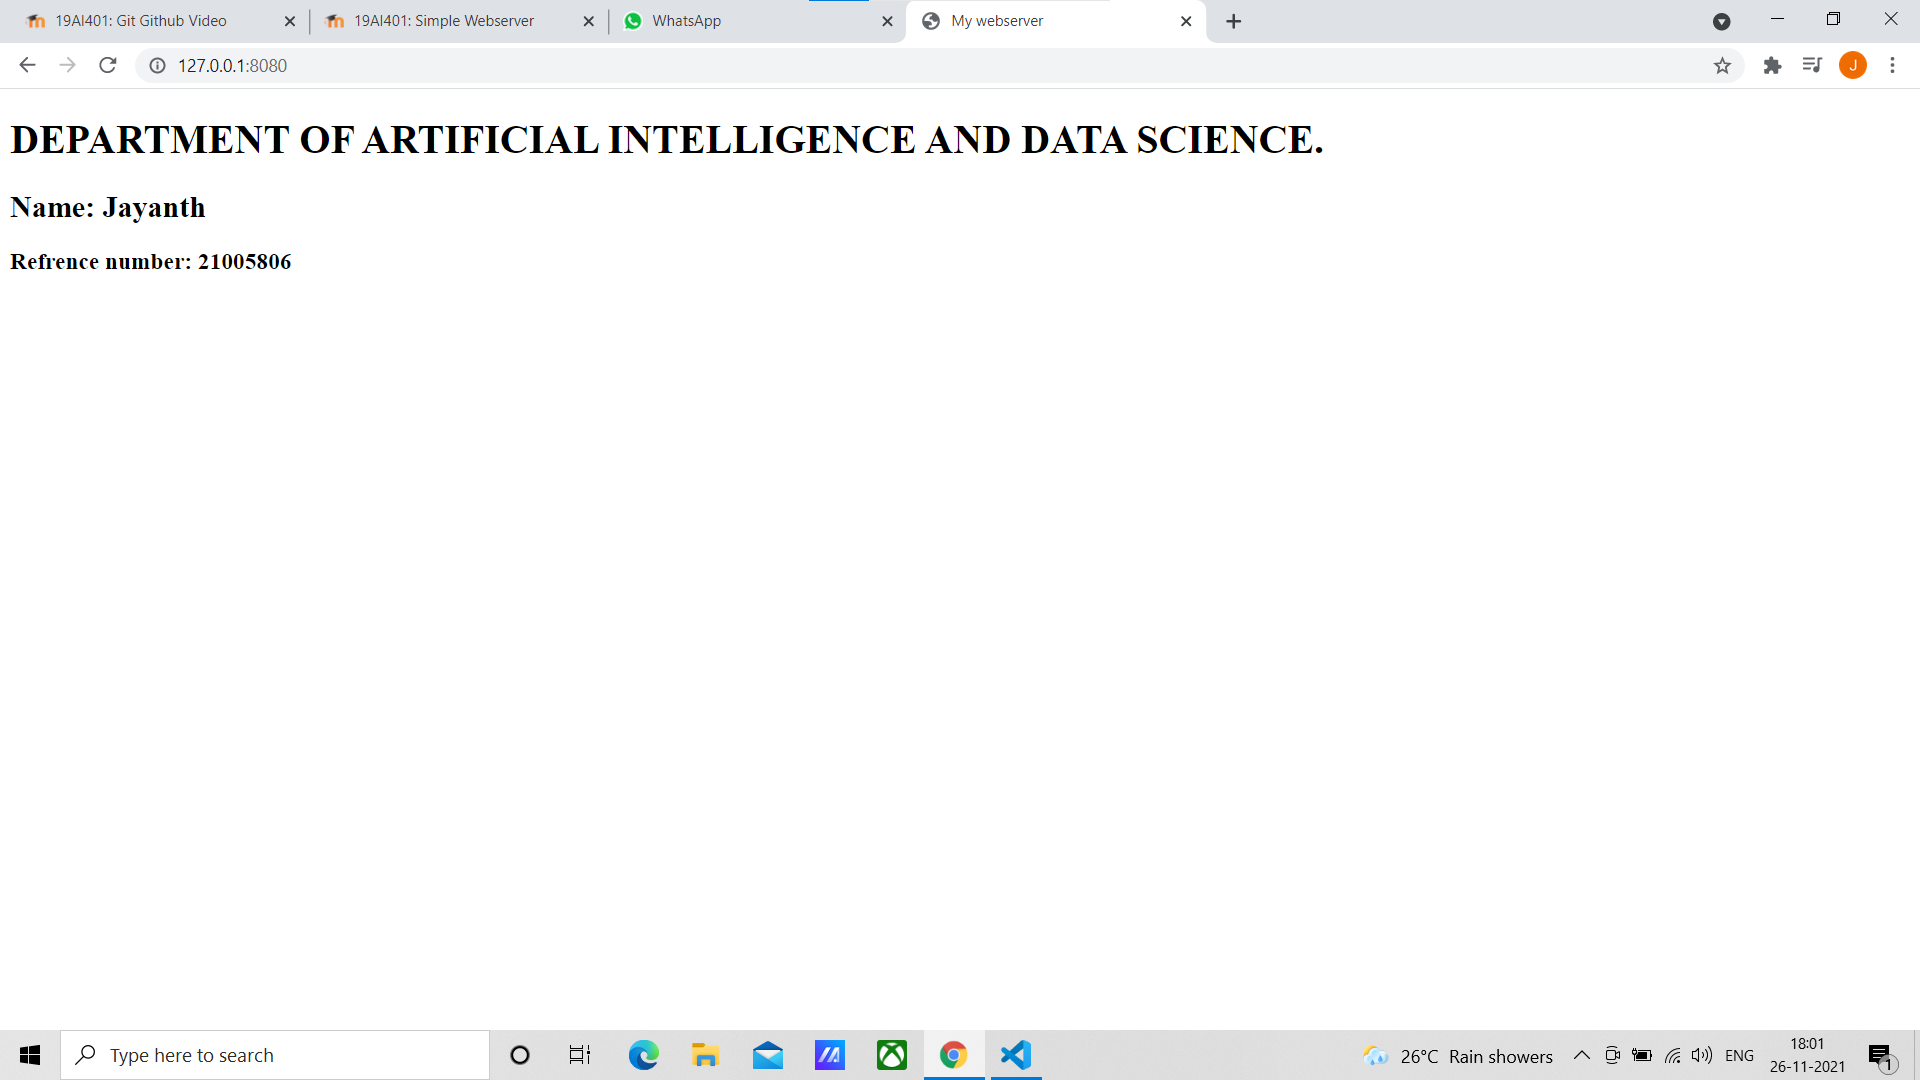 19AI401: Git Github Video
19AI401: Simple Webserver
WhatsApp
My webserver
127.0.0.1:8080
J
DEPARTMENT OF ARTIFICIAL INTELLIGENCE AND DATA SCIENCE.
Name: Jayanth
Refrence number: 21005806
Type here to search
26°C Rain showers
ENG
18:01
26-11-2021
1